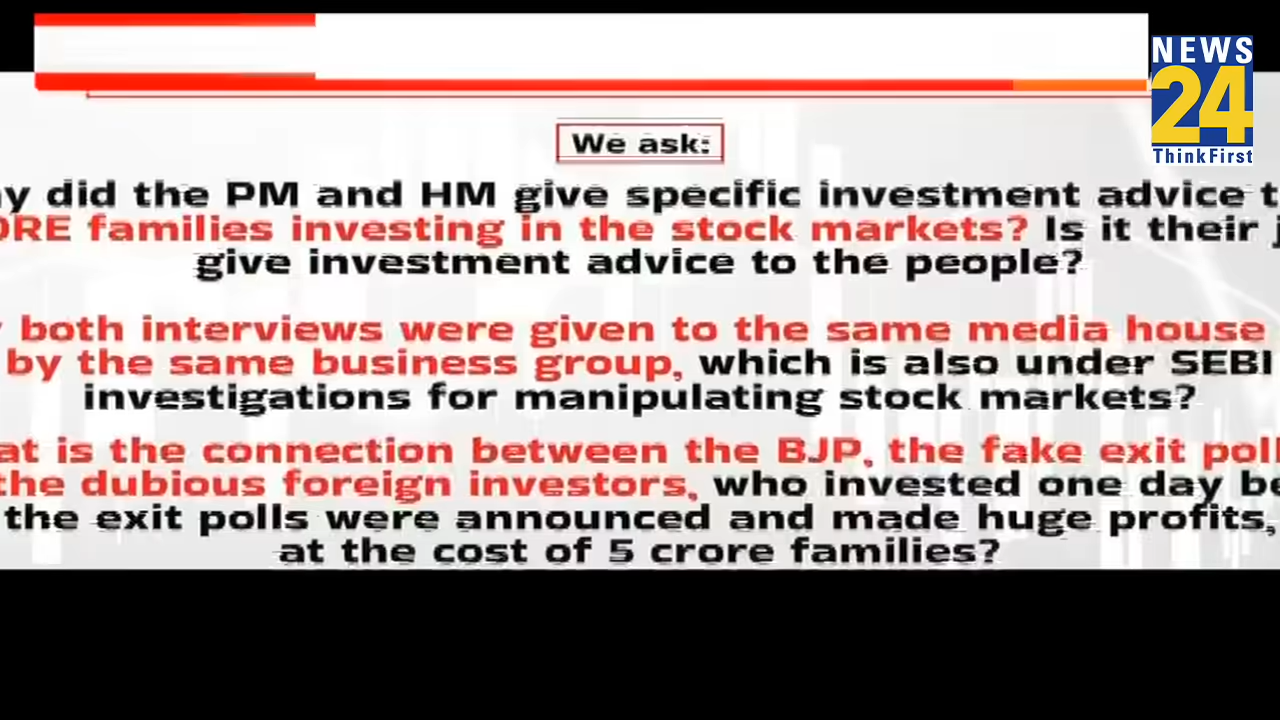 NEWS
24
ThinkFirst
We ask:
y did the PM and HM give specific investment advice t
ORE families investing in the stock markets? Is it their j
give investment advice to the people?
both interviews were given to the same media house
by the same business group, which is also under SEBI
investigations for manipulating stock markets?
at is the connection between the BJP, the fake exit poll
the dubious foreign investors, who invested one day be
the exit polls were announced and made huge profits,
at the cost of 5 crore families?